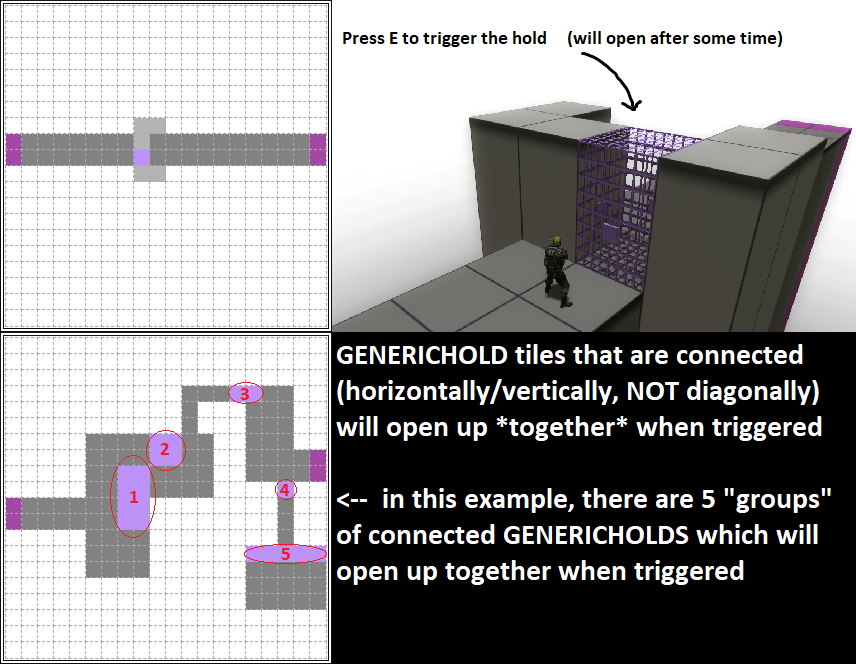 Press E to trigger the hold (will open after some time)
GENERICHOLD tiles that are connected
(horizontally/vertically, NOT diagonally)
will open up *together* when triggered
<-- in this example, there are 5 "groups"
of connected GENERICHOLDS which will
open up together when triggered
3
2
1
4
5